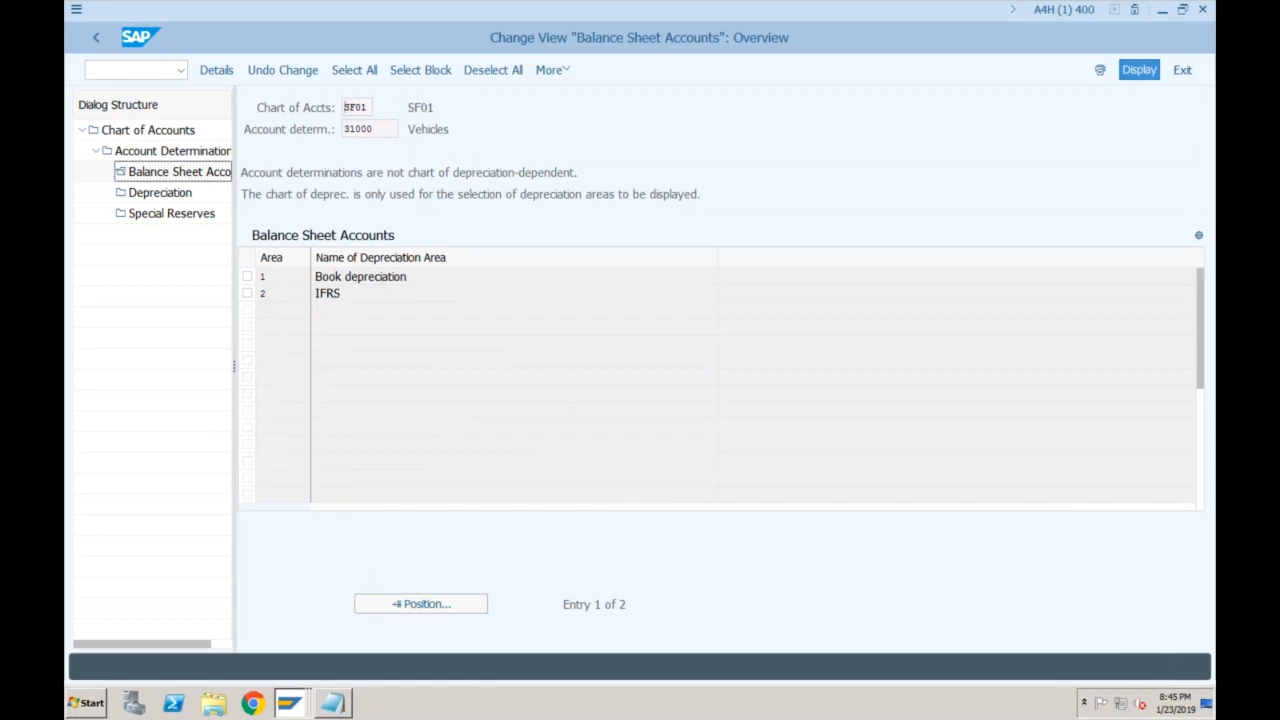 A4H (1) 400
SAP
Change View "Balance Sheet Accounts": Overview
Details Undo Change Select All Select Block Deselect All More Display Exit
Dialog Structure
Chart of Accounts
Account Determination
Balance Sheet Acco
Depreciation
Special Reserves
Chart of Accts: SF01 SF01
Account determ.: 31000 Vehicles
Account determinations are not chart of depreciation-dependent.
The chart of deprec. is only used for the selection of depreciation areas to be displayed.
Balance Sheet Accounts
Area Name of Depreciation Area
1 Book depreciation
2 IFRS
Position... Entry 1 of 2
Start
8:45 PM
1/23/2019